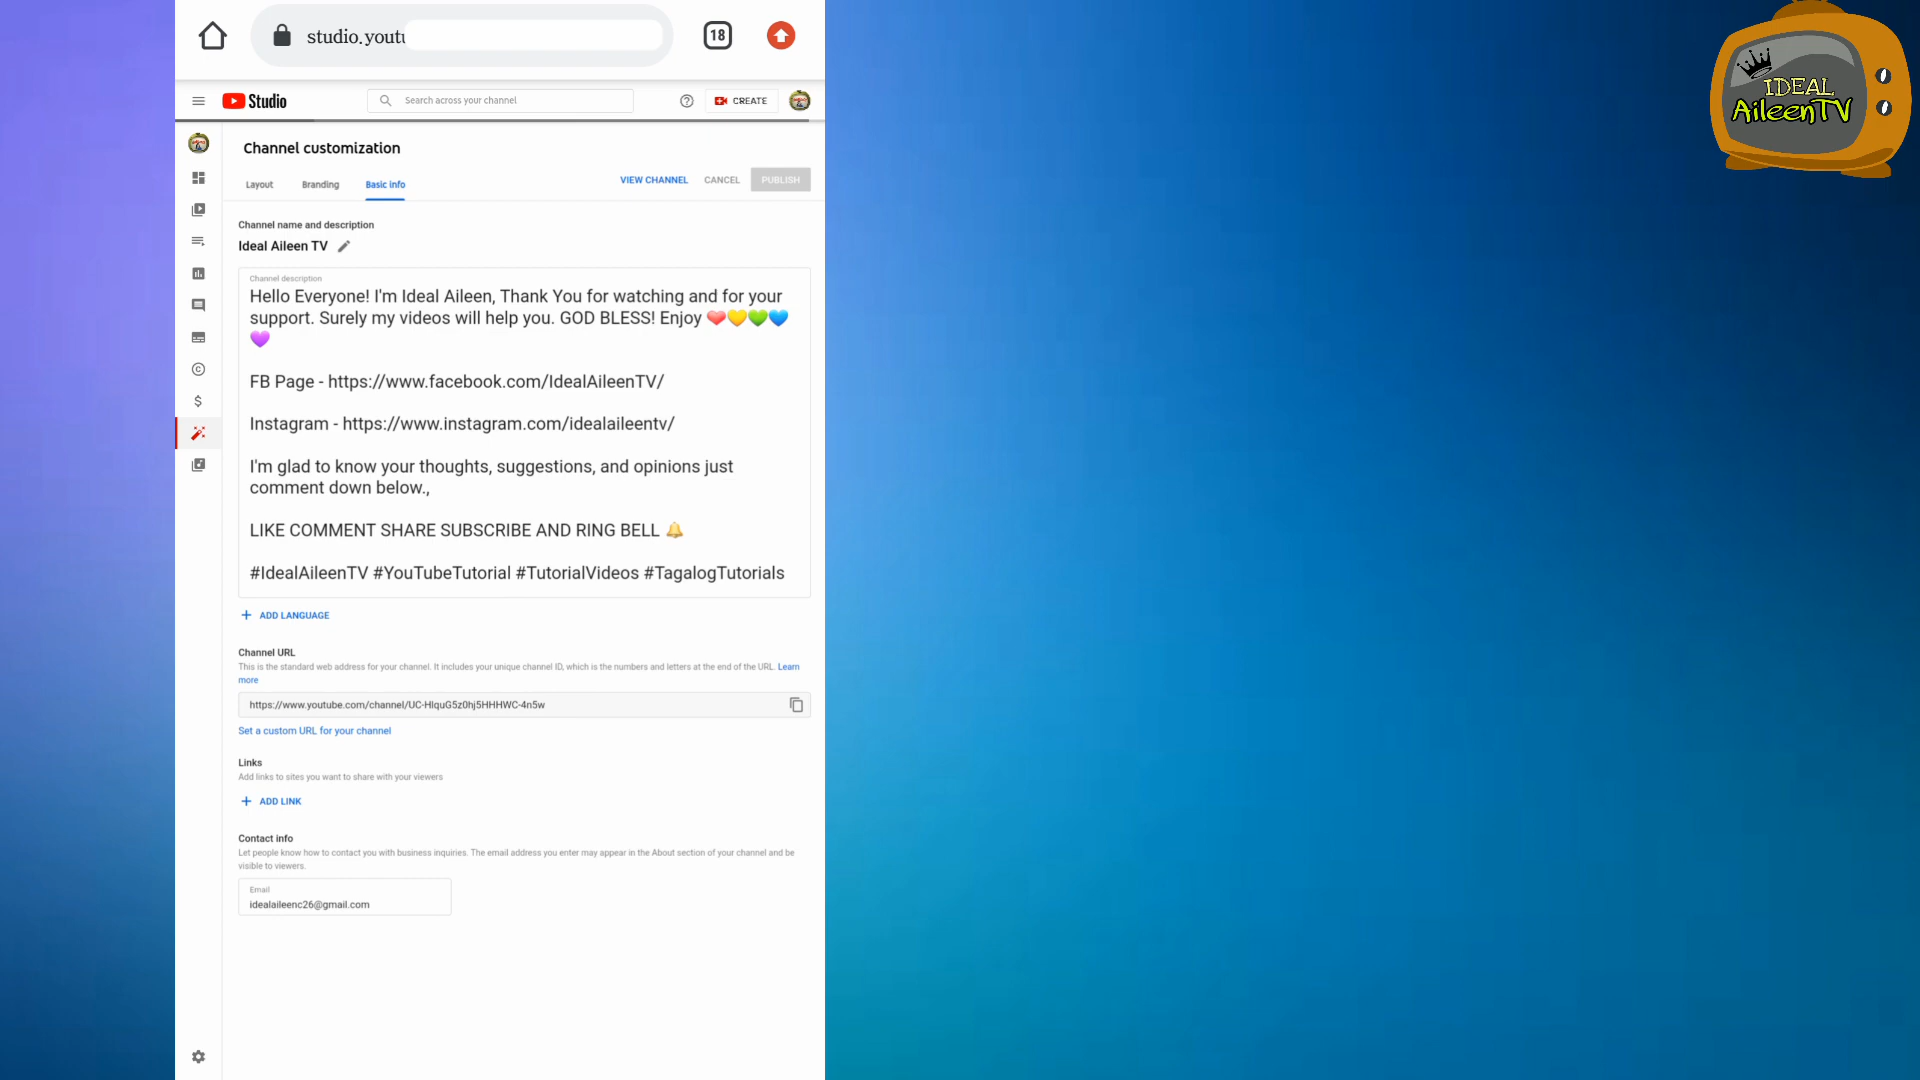 studio.youtu
18
Studio
Search across your channel
CREATE
IDEAL
AileenTV
Channel customization
Layout
Branding
Basic info
VIEW CHANNEL
CANCEL
PUBLISH
Channel name and description
Ideal Aileen TV
Channel description
Hello Everyone! I'm Ideal Aileen, Thank You for watching and for your
support. Surely my videos will help you. GOD BLESS! Enjoy ❤️💛💚💙
💜
FB Page - https://www.facebook.com/IdealAileenTV/
Instagram - https://www.instagram.com/idealaileentv/
I'm glad to know your thoughts, suggestions, and opinions just
comment down below.,
LIKE COMMENT SHARE SUBSCRIBE AND RING BELL 🔔
#IdealAileenTV #YouTubeTutorial #TutorialVideos #TagalogTutorials
ADD LANGUAGE
Channel URL
This is the standard web address for your channel. It includes your unique channel ID, which is the numbers and letters at the end of the URL. Learn
more
https://www.youtube.com/channel/UC-HlquG5z0hj5HHHWC-4n5w
Set a custom URL for your channel
Links
Add links to sites you want to share with your viewers
ADD LINK
Contact info
Let people know how to contact you with business inquiries. The email address you enter may appear in the About section of your channel and be
visible to viewers.
Email
idealaileenc26@gmail.com